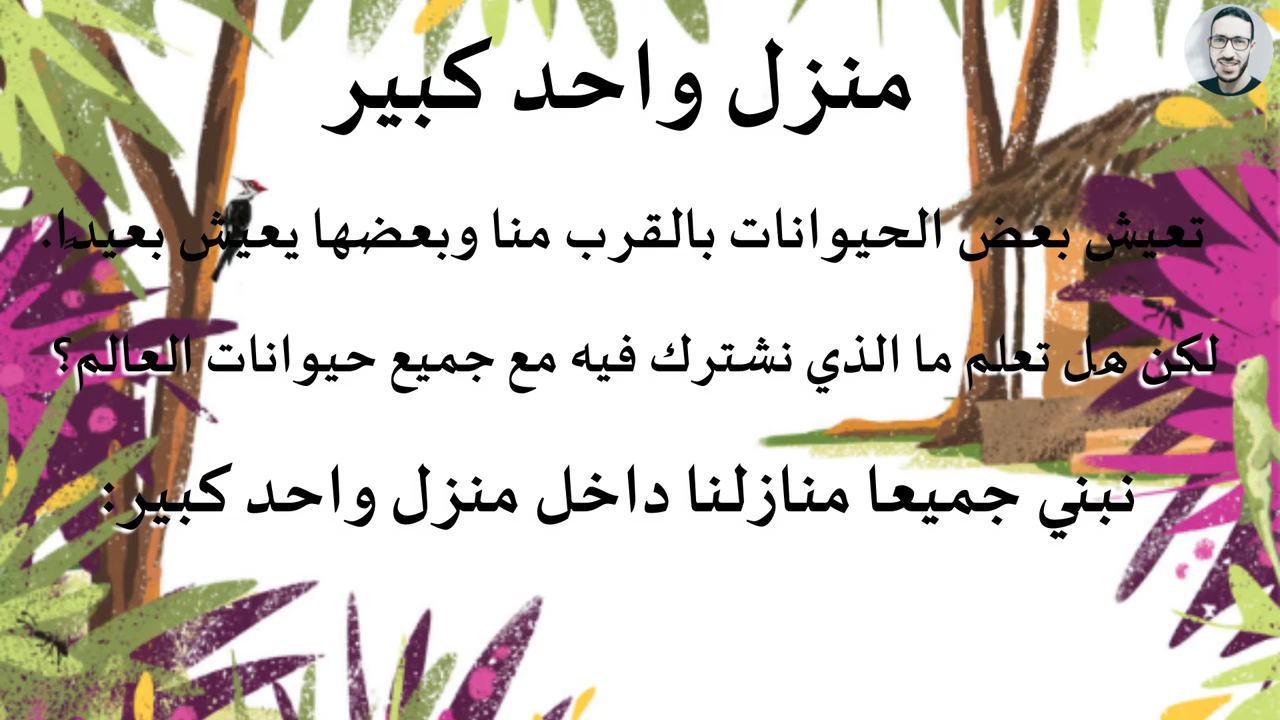 منزل واحد كبير
تعيش بعض الحيوانات بالقرب منا وبعضها يعيش بعيدا.
لكن هل تعلم ما الذي نشترك فيه مع جميع حيوانات العالم؟
نبني جميعا منازلنا داخل منزل واحد كبير: